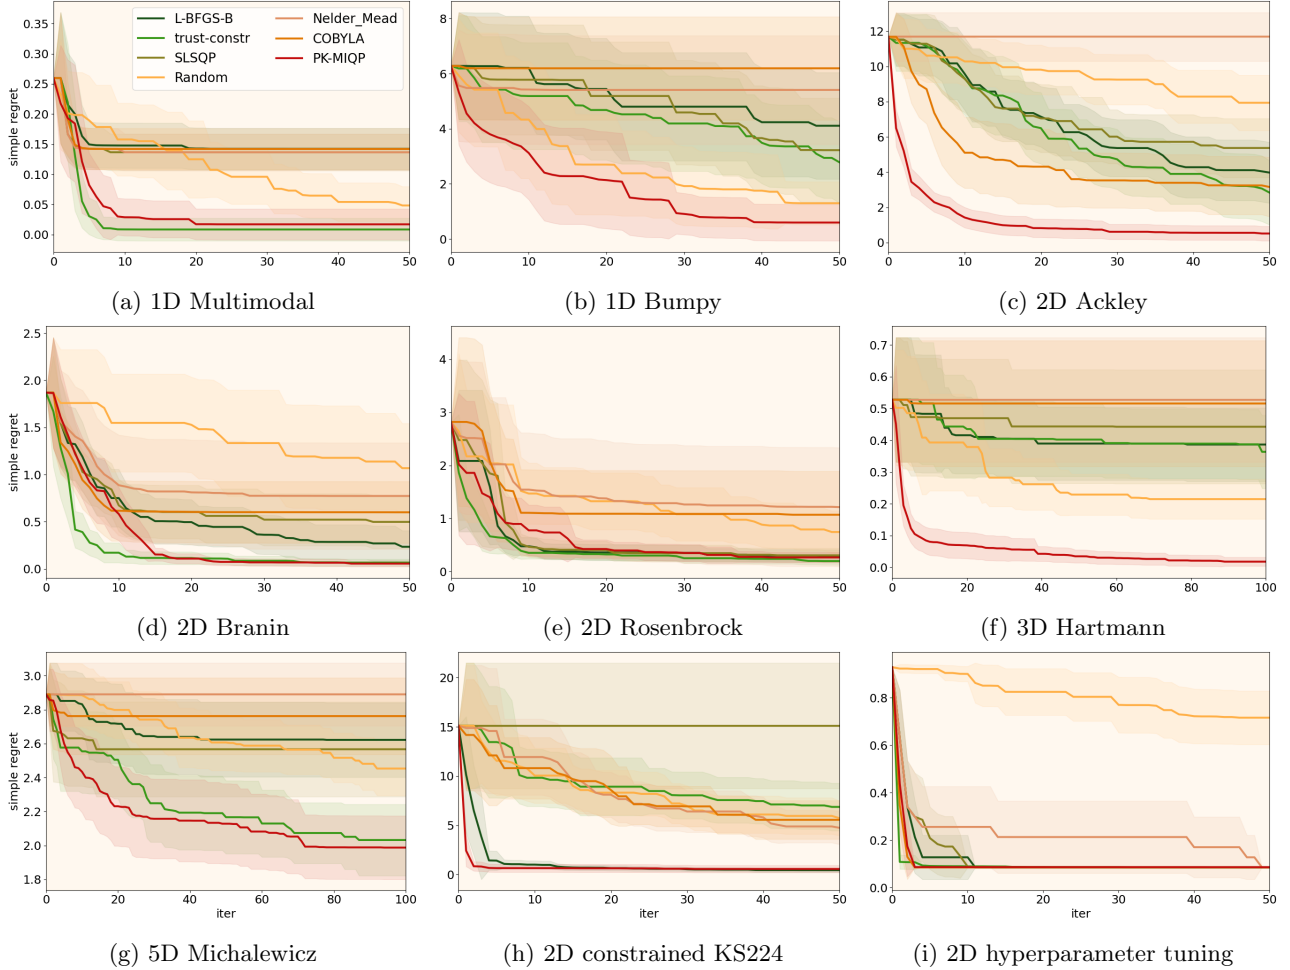 simple regret
0.35
0.30
0.25
0.20
0.15
0.10
0.05
0.00
0 10 20 30 40 50
L-BFGS-B
trust-constr
SLSQP
Random
Nelder_Mead
COBYLA
PK-MIQP
(a) 1D Multimodal
8
6
4
2
0
0 10 20 30 40 50
(b) 1D Bumpy
12
10
8
6
4
2
0
0 10 20 30 40 50
(c) 2D Ackley
simple regret
2.5
2.0
1.5
1.0
0.5
0.0
0 10 20 30 40 50
(d) 2D Branin
4
3
2
1
0
0 10 20 30 40 50
(e) 2D Rosenbrock
0.7
0.6
0.5
0.4
0.3
0.2
0.1
0.0
0 20 40 60 80 100
(f) 3D Hartmann
simple regret
3.0
2.8
2.6
2.4
2.2
2.0
1.8
0 20 40 60 80 100
iter
(g) 5D Michalewicz
20
15
10
5
0
0 10 20 30 40 50
iter
(h) 2D constrained KS224
0.8
0.6
0.4
0.2
0.0
0 10 20 30 40 50
iter
(i) 2D hyperparameter tuning